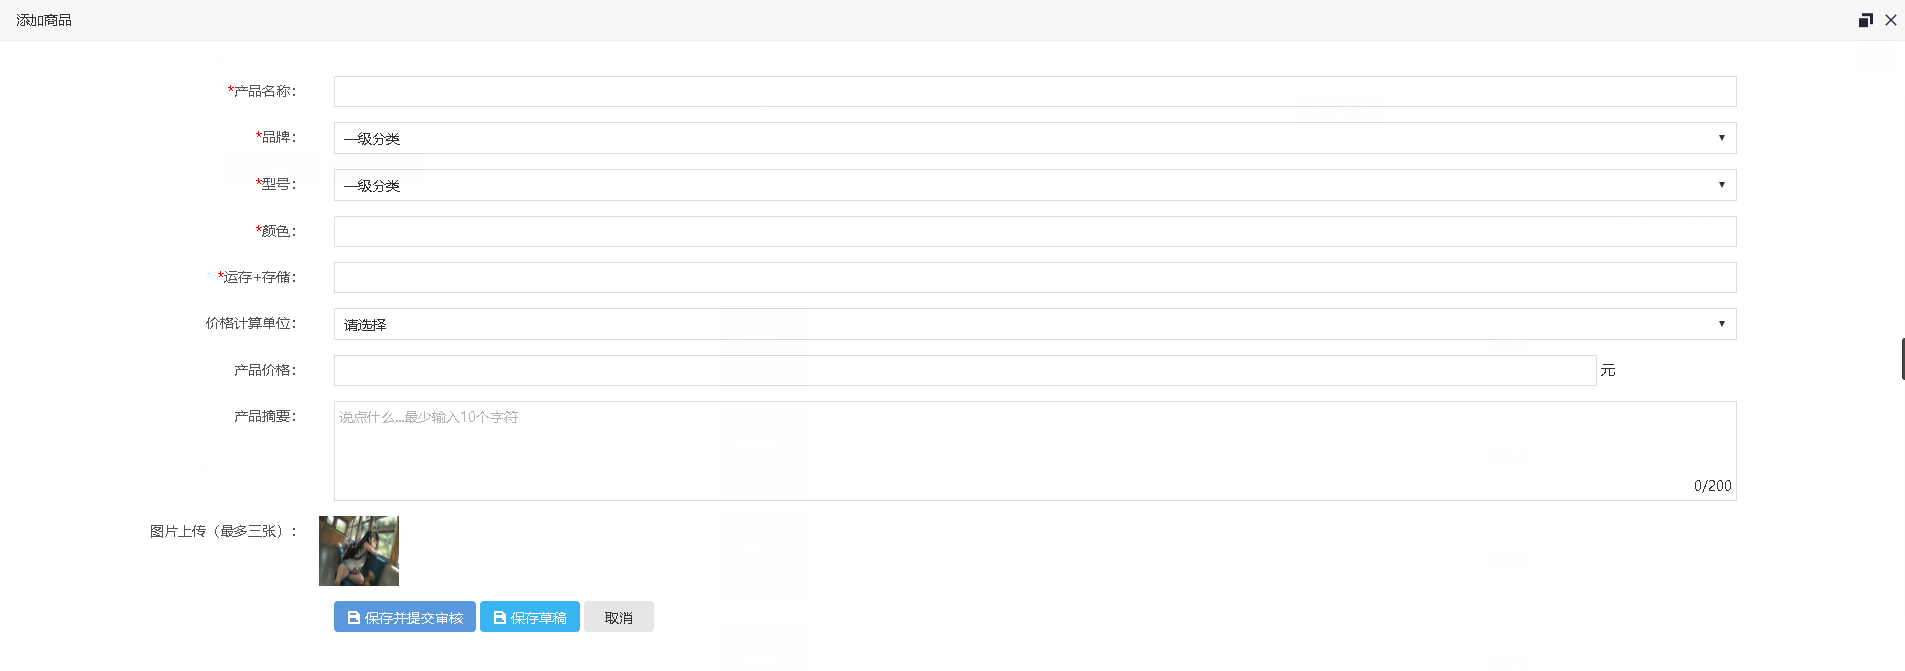 添加商品
*产品名称：
*品牌： 一级分类
*型号： 一级分类
*颜色：
*运存+存储：
价格计算单位： 请选择
产品价格： 元
产品摘要： 说点什么...最少输入10个字符
0/200
图片上传（最多三张）：
保存并提交审核 保存草稿 取消